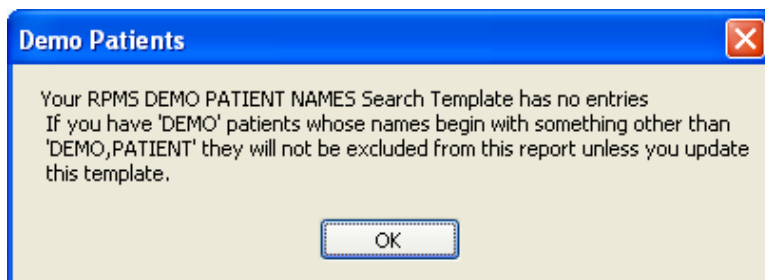 Demo Patients
Your RPMS DEMO PATIENT NAMES Search Template has no entries
If you have 'DEMO' patients whose names begin with something other than
'DEMO,PATIENT' they will not be excluded from this report unless you update
this template.
OK